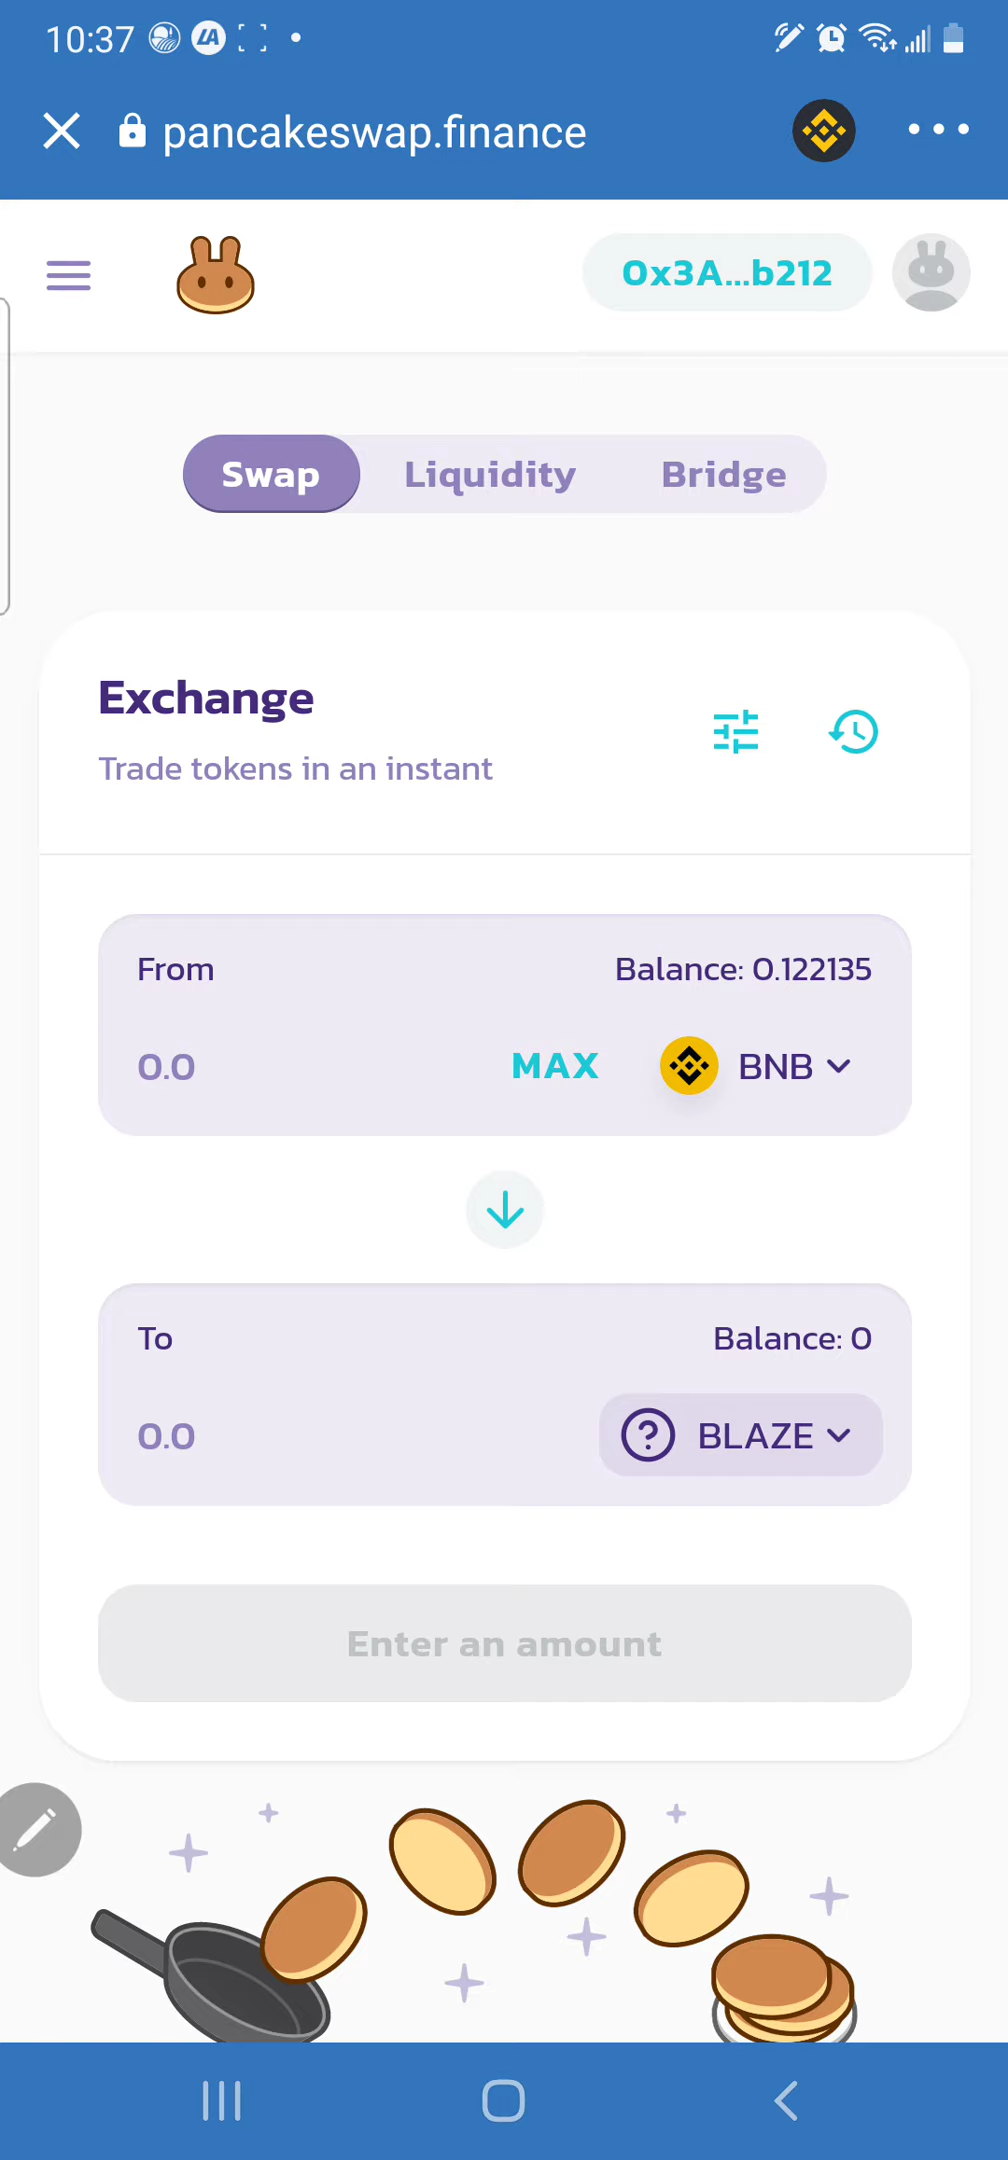 10:37 LA
pancakeswap.finance
0x3A...b212
Swap Liquidity Bridge
Exchange
Trade tokens in an instant
From Balance: 0.122135
0.0 MAX BNB
To Balance: 0
0.0 ? BLAZE
Enter an amount